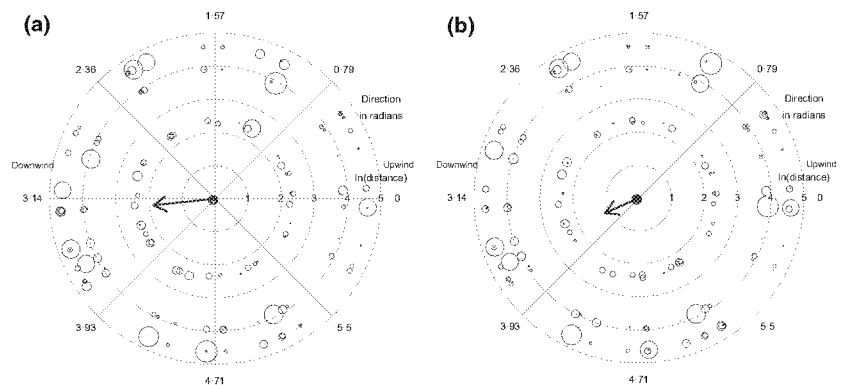 (a)
1·57
2·36
0·79
Direction
in radians
Downwind
Upwind
ln(distance)
3·14
1 2 3 4 5 0
3·93
5·5
4·71
(b)
1·57
2·36
0·79
Direction
in radians
Downwind
Upwind
ln(distance)
3·14
1 2 3 4 5 0
3·93
5·5
4·71